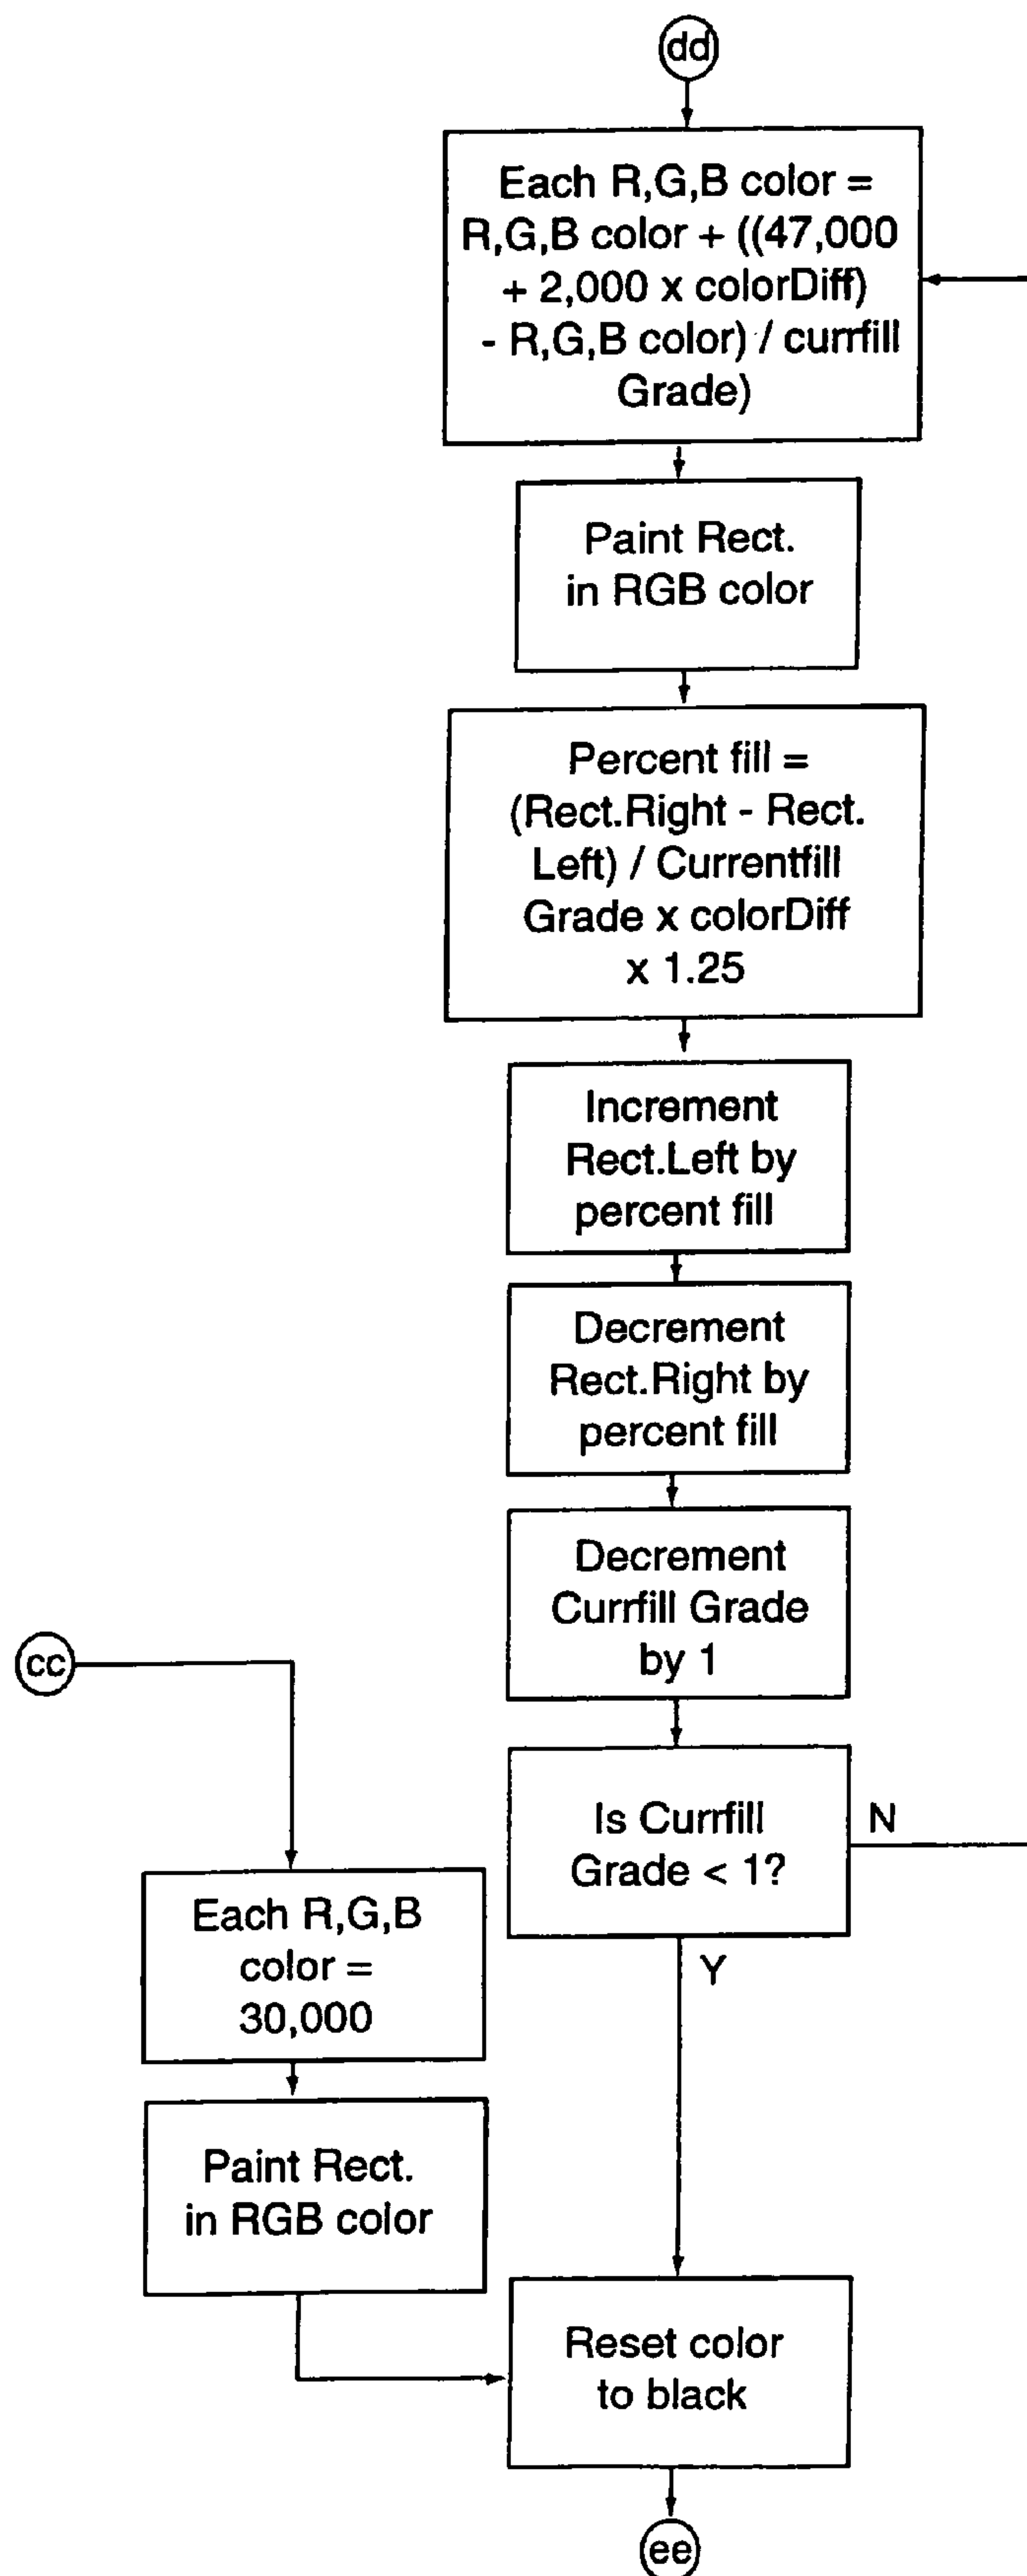 dd
Each R,G,B color =
R,G,B color + ((47,000
+ 2,000 x colorDiff)
- R,G,B color) / currfill
Grade)
Paint Rect.
in RGB color
Percent fill =
(Rect.Right - Rect.
Left) / Currentfill
Grade x colorDiff
x 1.25
Increment
Rect.Left by
percent fill
Decrement
Rect.Right by
percent fill
Decrement
Currfill Grade
by 1
cc
Is Currfill
Grade < 1?
N
Y
Each R,G,B
color =
30,000
Paint Rect.
in RGB color
Reset color
to black
ee